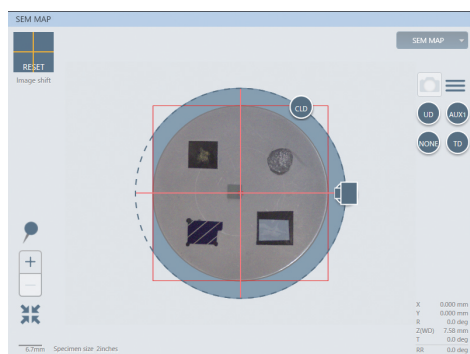 SEM MAP
SEM MAP
RESET
Image shift
CLD
UD
AUX1
NONE
TD
+
X 0.000 mm
Y 0.000 mm
R 0.0 deg
Z(WD) 7.58 mm
T 0.0 deg
RR 0.0 deg
6.7mm Specimen size 2inches